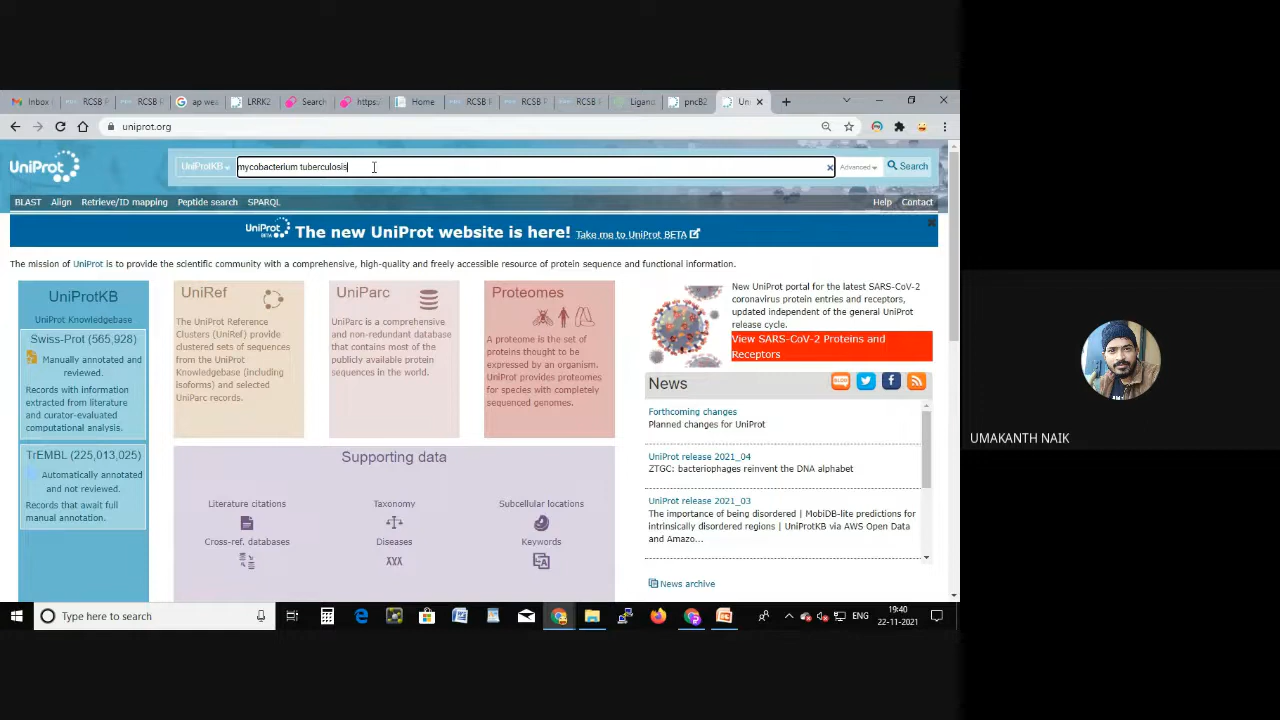 Inbox
RCSB P
RCSB P
ap wea
LRRK2
Search
https:
Home
RCSB P
RCSB P
RCSB P
Ligand
pncB2
Uni
uniprot.org
UniProt
UniProtKB
mycobacterium tuberculosis
Advanced
Search
BLAST Align Retrieve/ID mapping Peptide search SPARQL
Help Contact
UniProt
BETA
The new UniProt website is here! Take me to UniProt BETA
The mission of UniProt is to provide the scientific community with a comprehensive, high-quality and freely accessible resource of protein sequence and functional information.
UniProtKB
UniProt Knowledgebase
Swiss-Prot (565,928)
Manually annotated and
reviewed.
Records with information
extracted from literature
and curator-evaluated
computational analysis.
TrEMBL (225,013,025)
Automatically annotated
and not reviewed.
Records that await full
manual annotation.
UniRef
The UniProt Reference
Clusters (UniRef) provide
clustered sets of sequences
from the UniProt
Knowledgebase (including
isoforms) and selected
UniParc records.
UniParc
UniParc is a comprehensive
and non-redundant database
that contains most of the
publicly available protein
sequences in the world.
Proteomes
A proteome is the set of
proteins thought to be
expressed by an organism.
UniProt provides proteomes
for species with completely
sequenced genomes.
Supporting data
Literature citations
Taxonomy
Subcellular locations
Cross-ref. databases
Diseases
Keywords
New UniProt portal for the latest SARS-CoV-2
coronavirus protein entries and receptors,
updated independent of the general UniProt
release cycle.
View SARS-CoV-2 Proteins and
Receptors
News
BLOG
Forthcoming changes
Planned changes for UniProt
UniProt release 2021_04
ZTGC: bacteriophages reinvent the DNA alphabet
UniProt release 2021_03
The importance of being disordered | MobiDB-lite predictions for
intrinsically disordered regions | UniProtKB via AWS Open Data
and Amazo...
News archive
UMAKANTH NAIK
Type here to search
ENG
19:40
22-11-2021